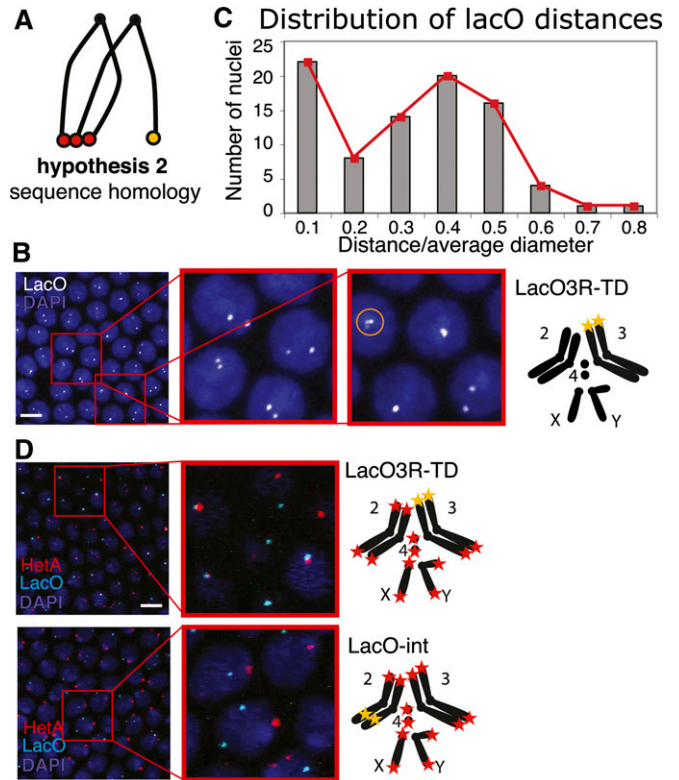 A
hypothesis 2
sequence homology
C Distribution of lacO distances
Number of nuclei
25
20
15
10
5
0
0.1 0.2 0.3 0.4 0.5 0.6 0.7 0.8
Distance/average diameter
B
LacO
DAPI
LacO3R-TD
2 3
4
X Y
D
HetA
LacO
DAPI
LacO3R-TD
2 3
4
X Y
HetA
LacO
DAPI
LacO-int
2 3
4
X Y